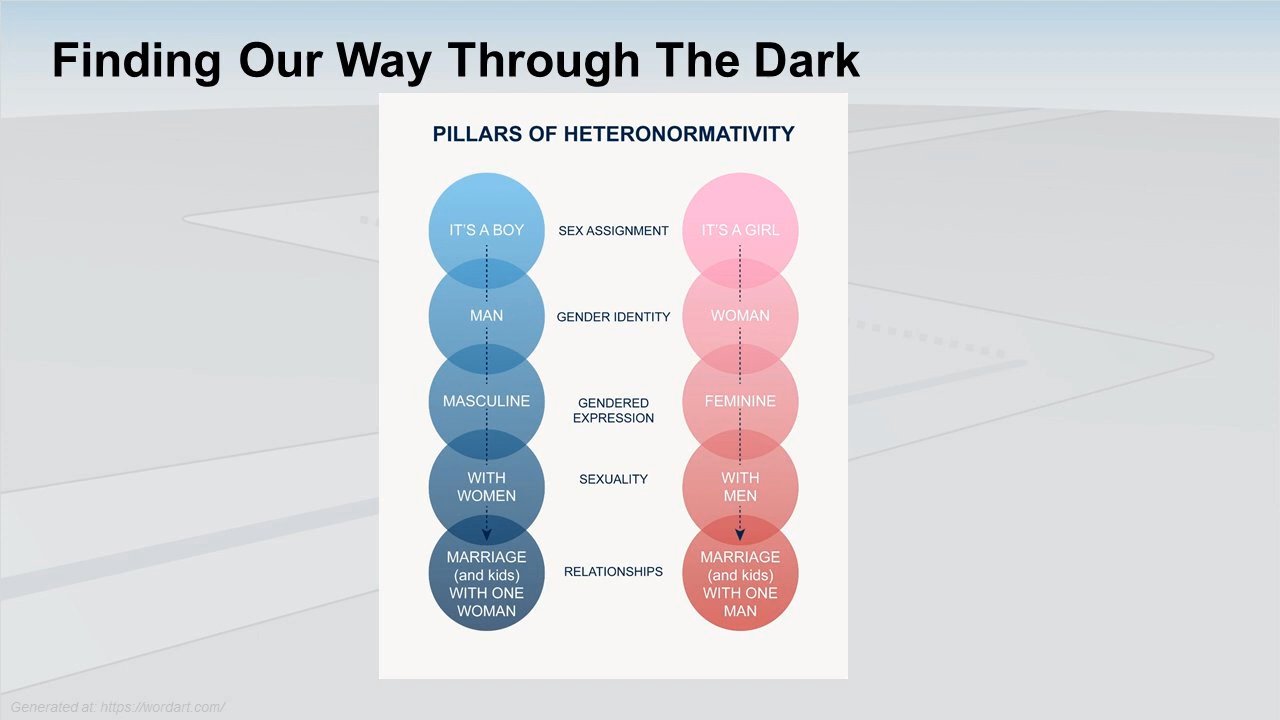 Finding Our Way Through The Dark
PILLARS OF HETERONORMATIVITY
IT'S A BOY
SEX ASSIGNMENT
IT'S A GIRL
MAN
GENDER IDENTITY
WOMAN
MASCULINE
GENDERED
EXPRESSION
FEMININE
WITH
WOMEN
SEXUALITY
WITH
MEN
MARRIAGE
(and kids)
WITH ONE
WOMAN
RELATIONSHIPS
MARRIAGE
(and kids)
WITH ONE
MAN
Generated at: https://wordart.com/